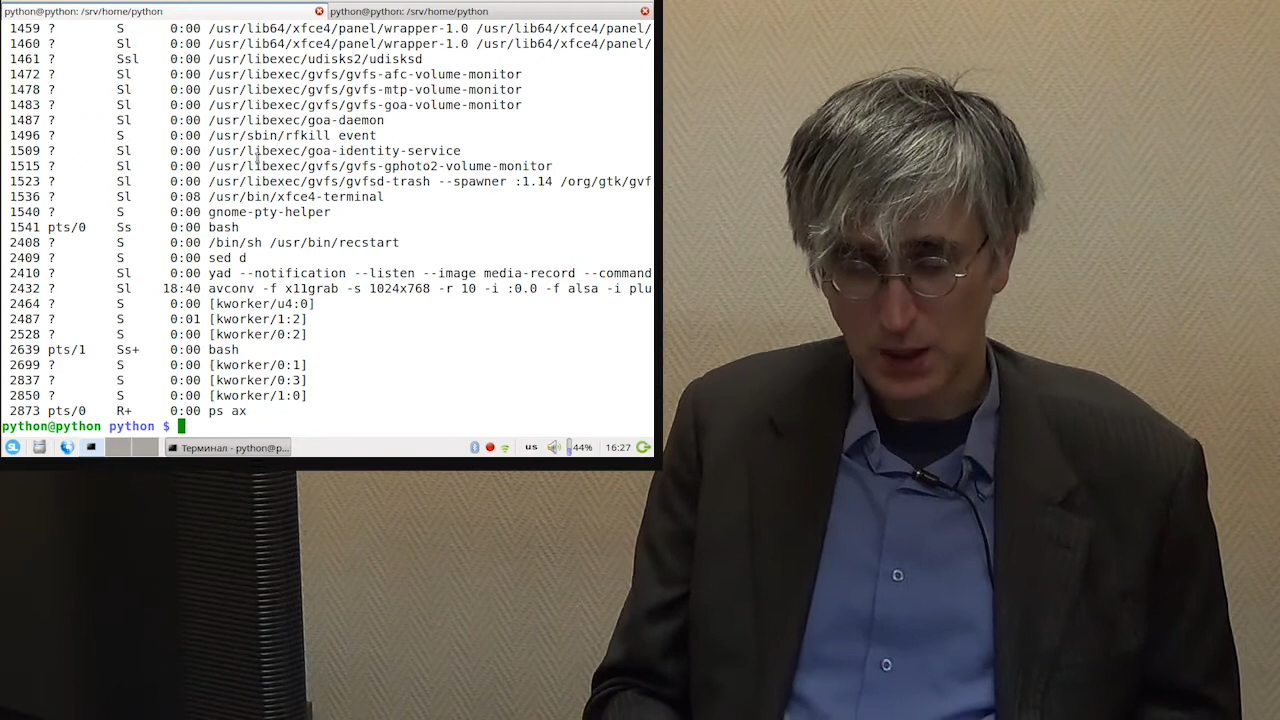 python@python: /srv/home/python
python@python: /srv/home/python
1459 ? S 0:00 /usr/lib64/xfce4/panel/wrapper-1.0 /usr/lib64/xfce4/panel/
1460 ? Sl 0:00 /usr/lib64/xfce4/panel/wrapper-1.0 /usr/lib64/xfce4/panel/
1461 ? Ssl 0:00 /usr/libexec/udisks2/udisksd
1472 ? Sl 0:00 /usr/libexec/gvfs/gvfs-afc-volume-monitor
1478 ? Sl 0:00 /usr/libexec/gvfs/gvfs-mtp-volume-monitor
1483 ? Sl 0:00 /usr/libexec/gvfs/gvfs-goa-volume-monitor
1487 ? Sl 0:00 /usr/libexec/goa-daemon
1496 ? S 0:00 /usr/sbin/rfkill event
1509 ? Sl 0:00 /usr/libexec/goa-identity-service
1515 ? Sl 0:00 /usr/libexec/gvfs/gvfs-gphoto2-volume-monitor
1523 ? Sl 0:00 /usr/libexec/gvfs/gvfsd-trash --spawner :1.14 /org/gtk/gvf
1536 ? Sl 0:08 /usr/bin/xfce4-terminal
1540 ? S 0:00 gnome-pty-helper
1541 pts/0 Ss 0:00 bash
2408 ? S 0:00 /bin/sh /usr/bin/recstart
2409 ? S 0:00 sed d
2410 ? Sl 0:00 yad --notification --listen --image media-record --command
2432 ? Sl avconv -f x11grab -s 1024x768 -r 10 -i :0.0 -f alsa -i plu
2464 ? S 0:00 [kworker/u4:0]
2487 ? S 0:01 [kworker/1:2]
2528 ? S 0:00 [kworker/0:2]
2639 pts/1 Ss+ 0:00 bash
2699 ? S 0:00 [kworker/0:1]
2837 ? S 0:00 [kworker/0:3]
2850 ? S 0:00 [kworker/1:0]
2873 pts/0 R+ 0:00 ps ax
python@python python $
SL Терминал - python@p... us 44% 16:27